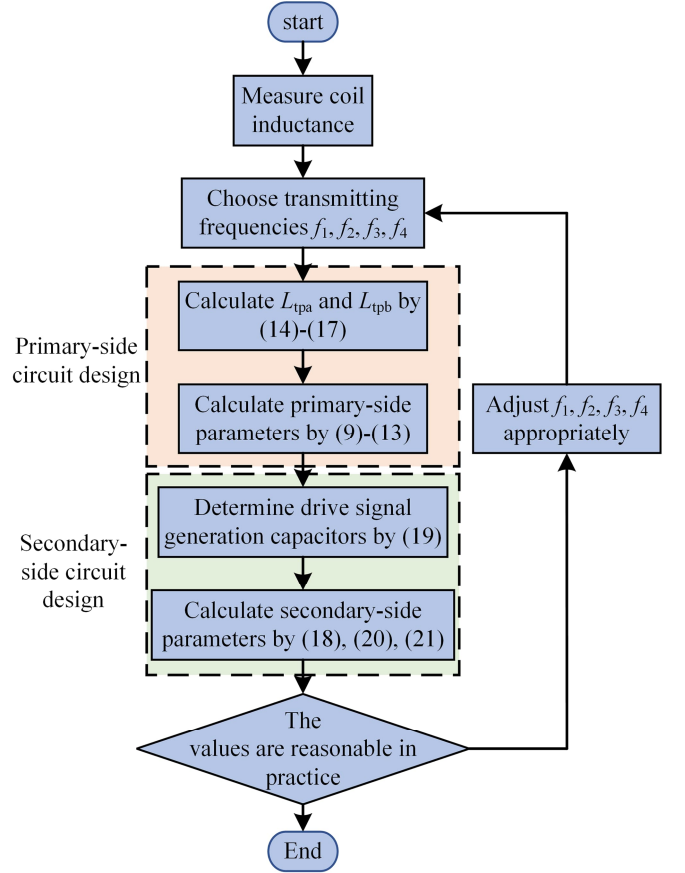 start
Measure coil
inductance
Choose transmitting
frequencies f₁, f₂, f₃, f₄
Primary-side
circuit design
Calculate Lₜₚₐ and L_tpb by
(14)-(17)
Calculate primary-side
parameters by (9)-(13)
Adjust f₁, f₂, f₃, f₄
appropriately
Secondary-
side circuit
design
Determine drive signal
generation capacitors by (19)
Calculate secondary-side
parameters by (18), (20), (21)
The
values are reasonable in
practice
End